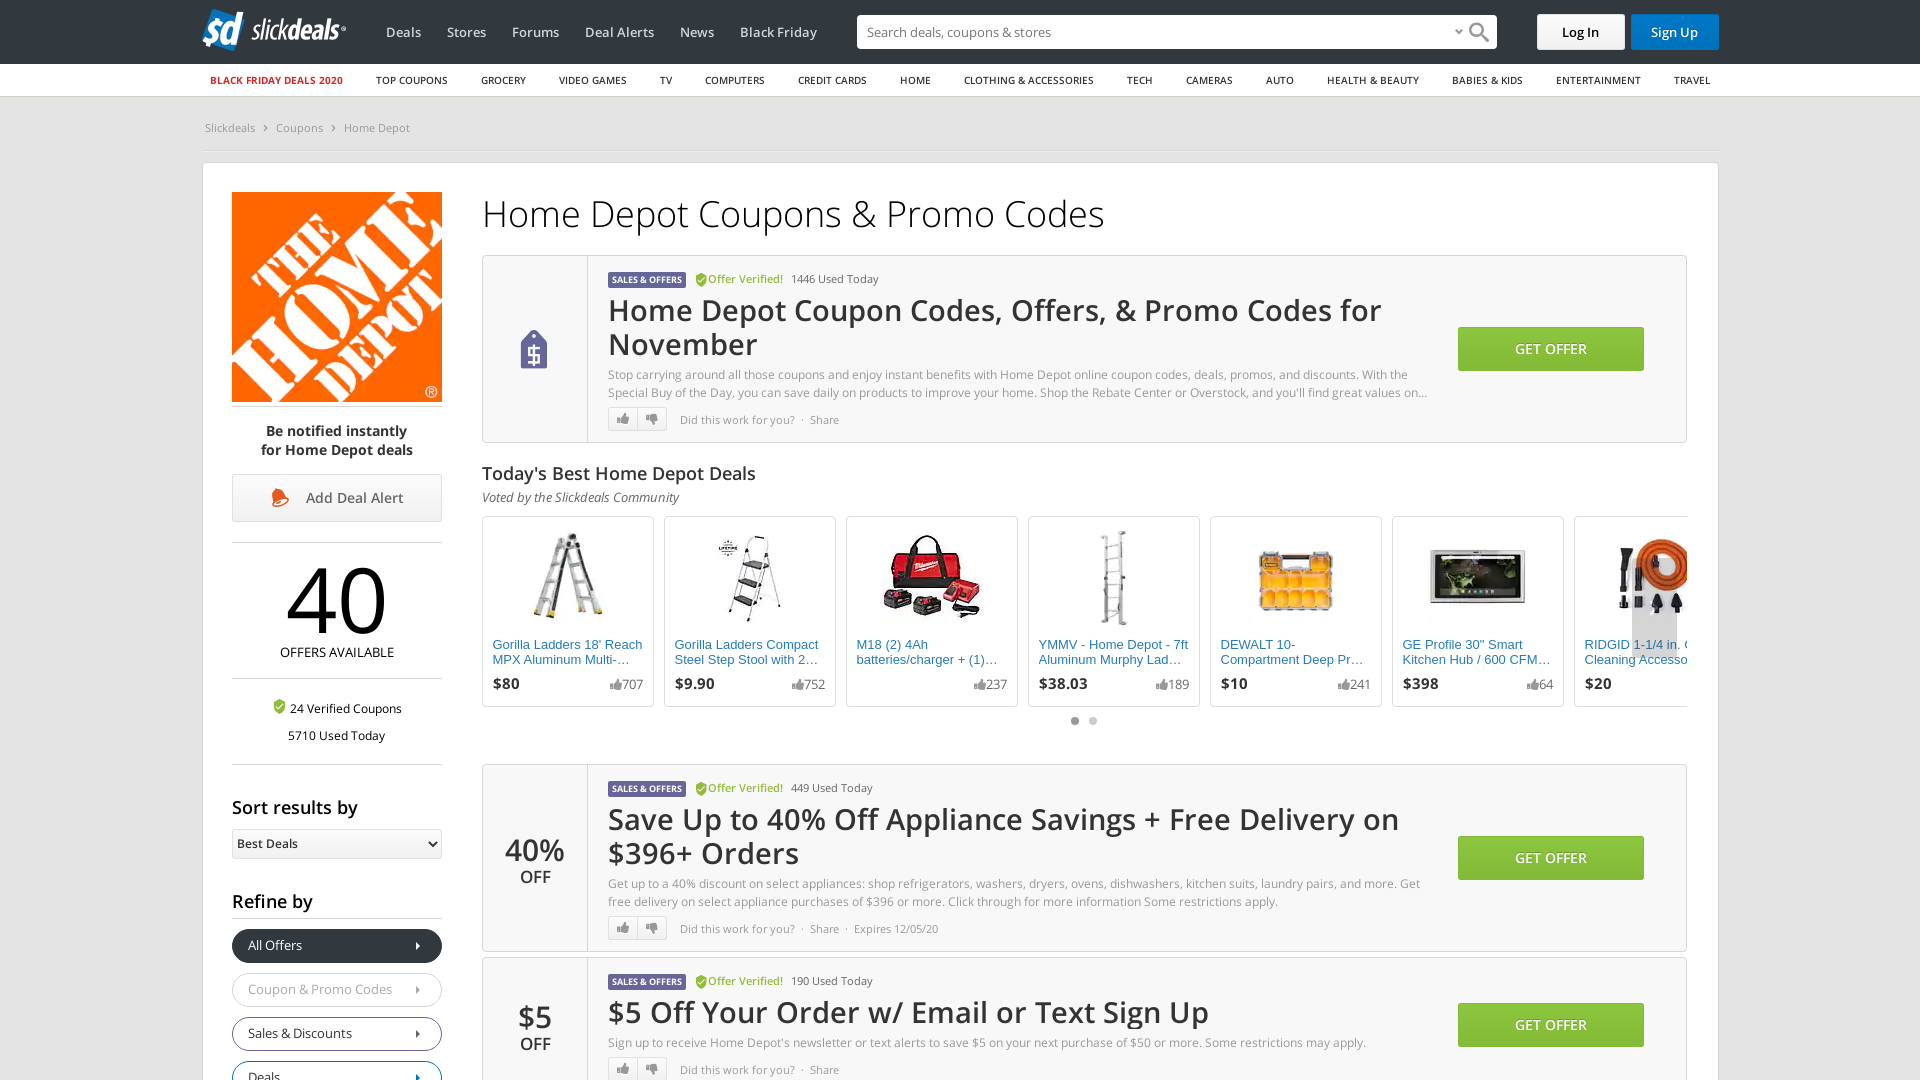 sd slickdeals
Deals Stores Forums Deal Alerts News Black Friday
Search deals, coupons & stores
Log In Sign Up
BLACK FRIDAY DEALS 2020 TOP COUPONS GROCERY VIDEO GAMES TV COMPUTERS CREDIT CARDS HOME CLOTHING & ACCESSORIES TECH CAMERAS AUTO HEALTH & BEAUTY BABIES & KIDS ENTERTAINMENT TRAVEL
Slickdeals > Coupons > Home Depot
THE
HOME
DEPOT
®
Be notified instantly
for Home Depot deals
Add Deal Alert
40
OFFERS AVAILABLE
24 Verified Coupons
5710 Used Today
Sort results by
Best Deals
Refine by
All Offers
Coupon & Promo Codes
Sales & Discounts
Deals
Home Depot Coupons & Promo Codes
SALES & OFFERS Offer Verified! 1446 Used Today
Home Depot Coupon Codes, Offers, & Promo Codes for
November
Stop carrying around all those coupons and enjoy instant benefits with Home Depot online coupon codes, deals, promos, and discounts. With the
Special Buy of the Day, you can save daily on products to improve your home. Shop the Rebate Center or Overstock, and you'll find great values on...
Did this work for you? · Share
GET OFFER
Today's Best Home Depot Deals
Voted by the Slickdeals Community
Gorilla Ladders 18' Reach
MPX Aluminum Multi-…
$80 707
Gorilla Ladders Compact
Steel Step Stool with 2…
$9.90 752
M18 (2) 4Ah
batteries/charger + (1)…
237
YMMV - Home Depot - 7ft
Aluminum Murphy Lad…
$38.03 189
DEWALT 10-
Compartment Deep Pr…
$10 241
GE Profile 30" Smart
Kitchen Hub / 600 CFM…
$398 64
RIDGID 1-1/4 in.
Cleaning Accesso
$20
40%
OFF
SALES & OFFERS Offer Verified! 449 Used Today
Save Up to 40% Off Appliance Savings + Free Delivery on
$396+ Orders
Get up to a 40% discount on select appliances: shop refrigerators, washers, dryers, ovens, dishwashers, kitchen suits, laundry pairs, and more. Get
free delivery on select appliance purchases of $396 or more. Click through for more information Some restrictions apply.
Did this work for you? · Share · Expires 12/05/20
GET OFFER
$5
OFF
SALES & OFFERS Offer Verified! 190 Used Today
$5 Off Your Order w/ Email or Text Sign Up
Sign up to receive Home Depot's newsletter or text alerts to save $5 on your next purchase of $50 or more. Some restrictions may apply.
Did this work for you? · Share
GET OFFER